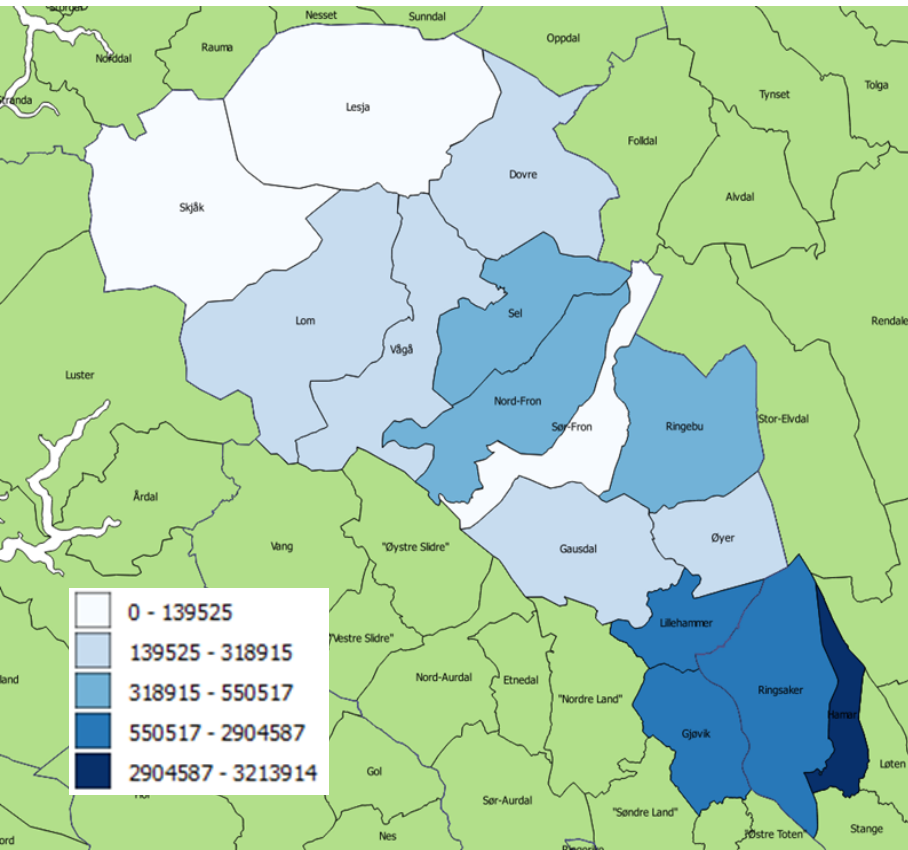 Nesset
Sunndal
Oppdal
Rauma
Norddal
Stranda
Tynset
Tolga
Lesja
Folldal
Dovre
Alvdal
Skjåk
Lom
Sel
Rendale
Vågå
Luster
Nord-Fron
Sør-Fron
Ringebu
Stor-Elvdal
Årdal
Vang
"Øystre Slidre"
Gausdal
Øyer
0 - 139525
139525 - 318915
318915 - 550517
550517 - 2904587
2904587 - 3213914
Lillehammer
"Vestre Slidre"
Nord-Aurdal
Etnedal
"Nordre Land"
Ringsaker
Hamar
Gjøvik
Løten
Gol
Sør-Aurdal
"Søndre Land"
"Østre Toten"
Stange
Nes
land
ord